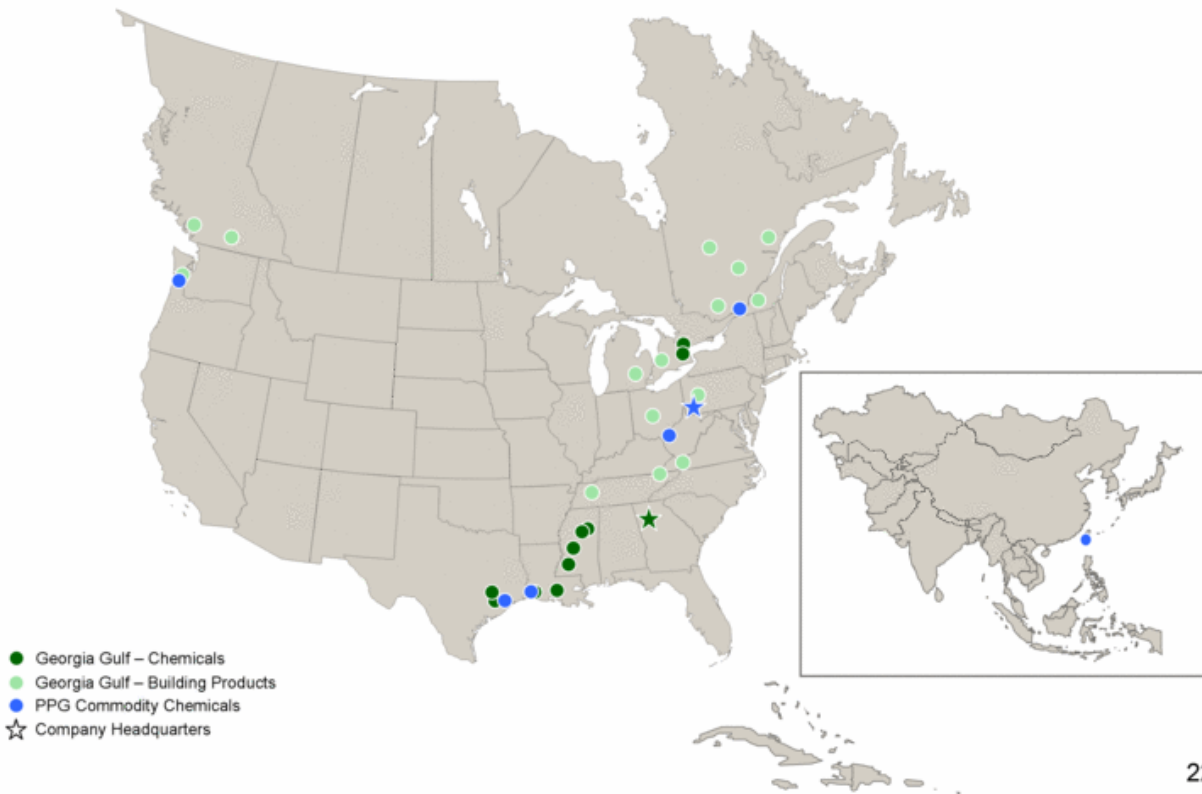 Georgia Gulf – Chemicals
Georgia Gulf – Building Products
PPG Commodity Chemicals
Company Headquarters